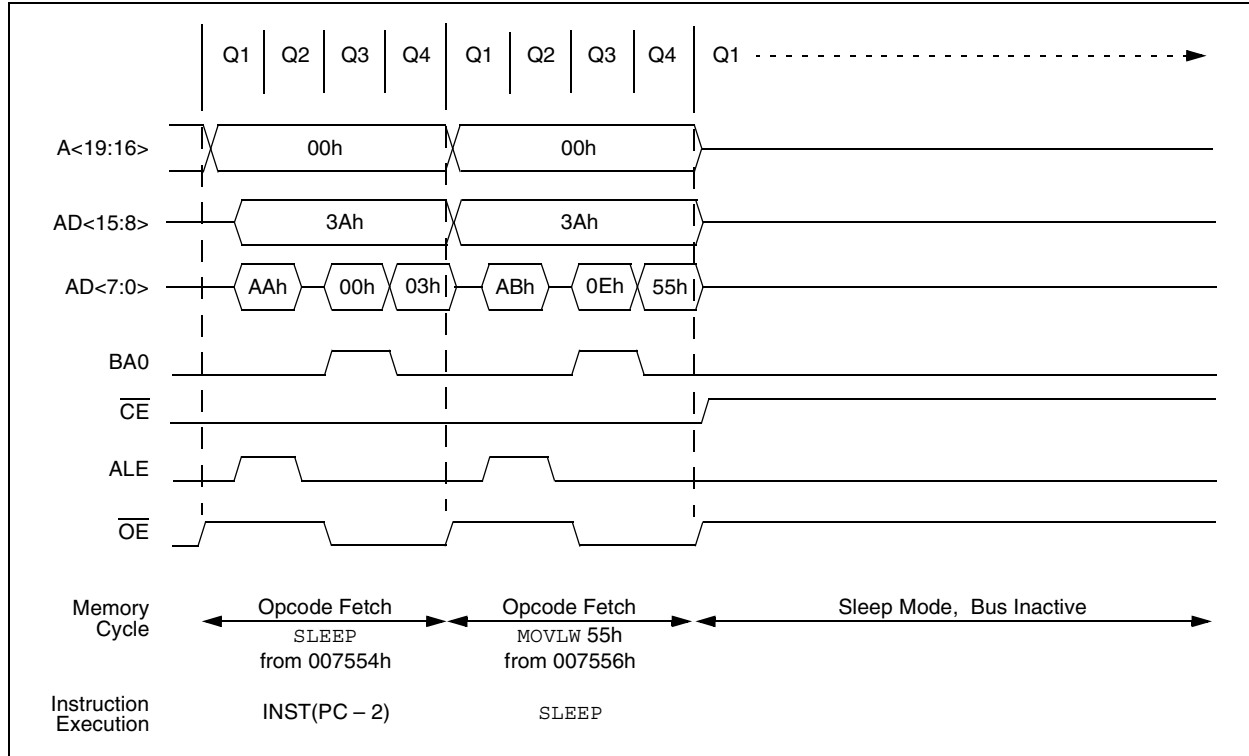 Q1 Q2 Q3 Q4 Q1 Q2 Q3 Q4 Q1
A<19:16> 00h 00h
AD<15:8> 3Ah 3Ah
AD<7:0> AAh 00h 03h ABh 0Eh 55h
BA0
CE
ALE
OE
Memory Cycle
Opcode Fetch
SLEEP
from 007554h
Opcode Fetch
MOVLW 55h
from 007556h
Sleep Mode, Bus Inactive
Instruction
Execution
INST(PC – 2) SLEEP